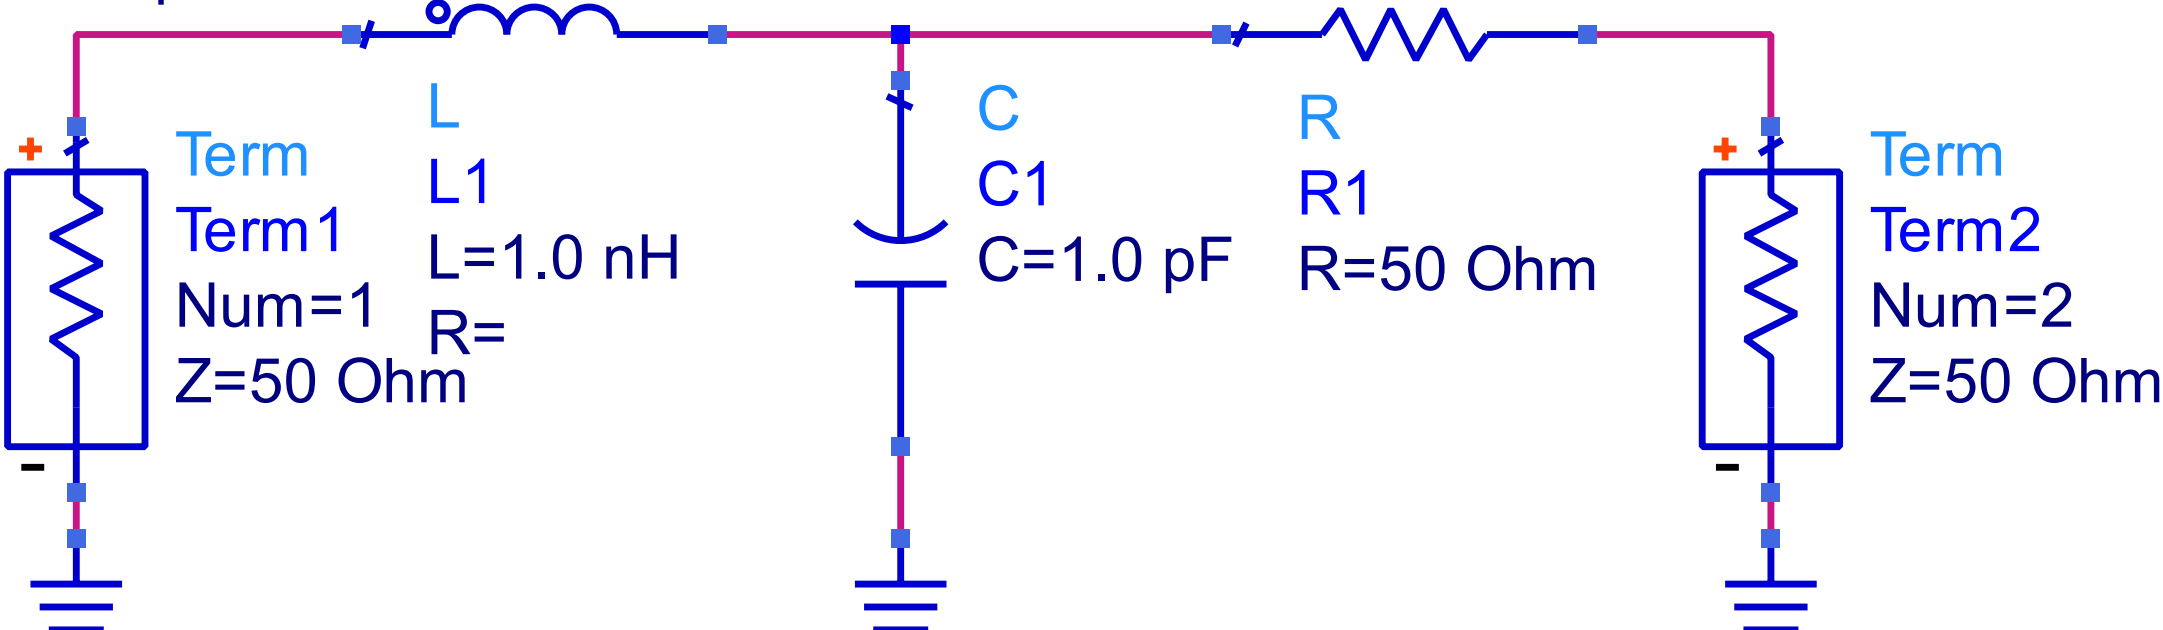 Term
Term1
Num=1
Z=50 Ohm
L
L1
L=1.0 nH
R=
C
C1
C=1.0 pF
R
R1
R=50 Ohm
Term
Term2
Num=2
Z=50 Ohm